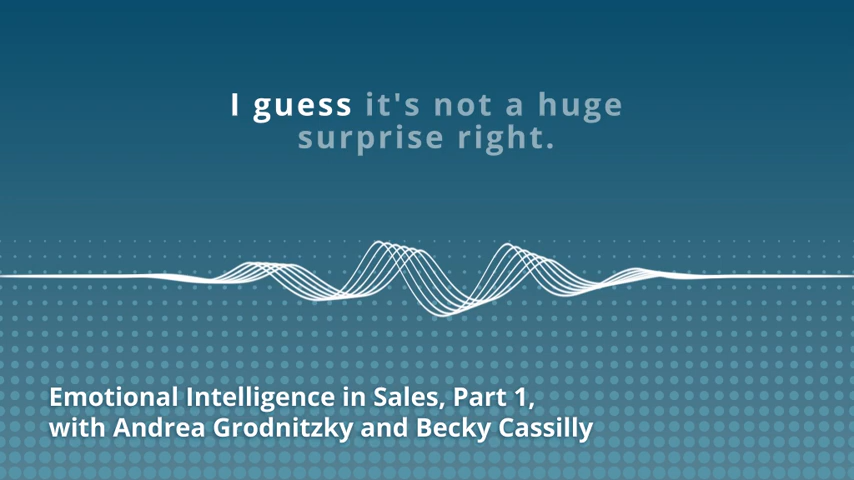 I guess it's not a huge
surprise right.
Emotional Intelligence in Sales, Part 1,
with Andrea Grodnitzky and Becky Cassilly